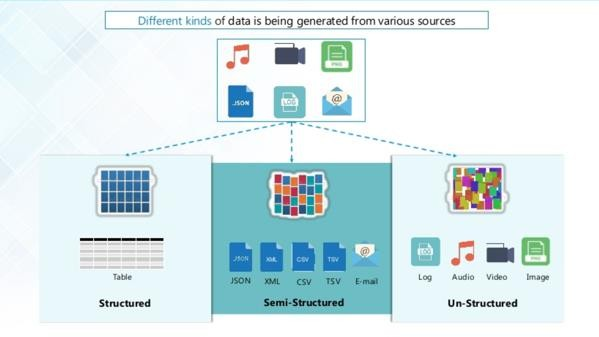 Different kinds of data is being generated from various sources
PNG
.JSON
LOG
@
JSON
XML
CSV
TSV
@
LOG
PNG
Table
JSON
XML
CSV
TSV
E-mail
Log
Audio
Video
Image
Structured
Semi-Structured
Un-Structured